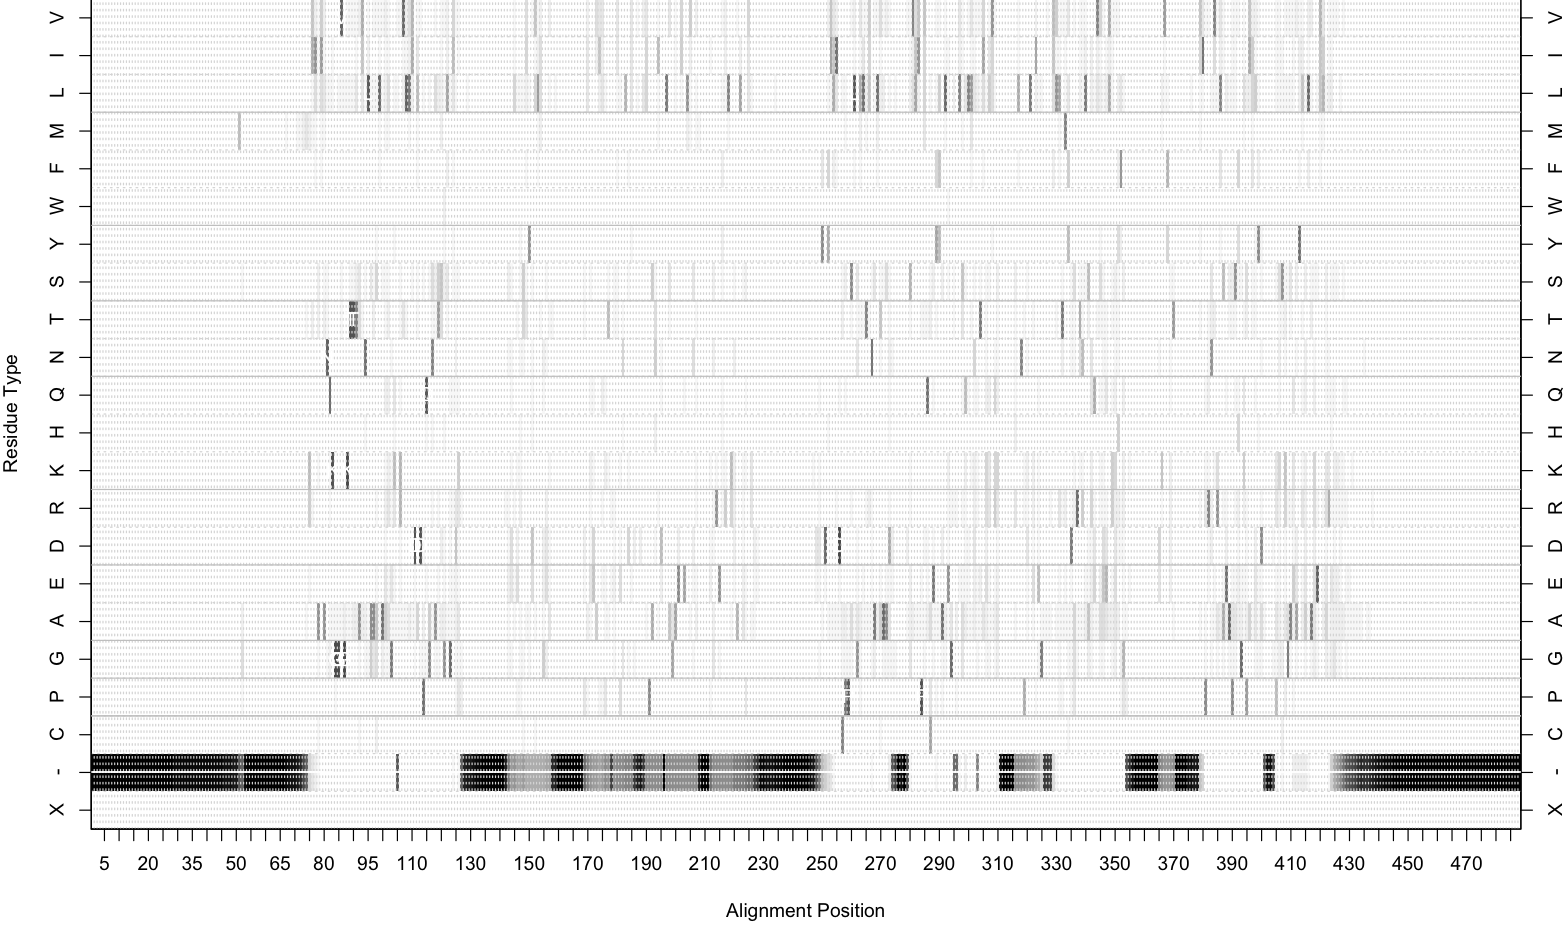 V V
I I
L L
M M
F F
W W
Y Y
S S
T T
N N
Q Q
H H
K K
R R
D D
E E
A A
G G
P P
C C
- -
X X
Residue Type
5 20 35 50 65 80 95 110 130 150 170 190 210 230 250 270 290 310 330 350 370 390 410 430 450 470
Alignment Position